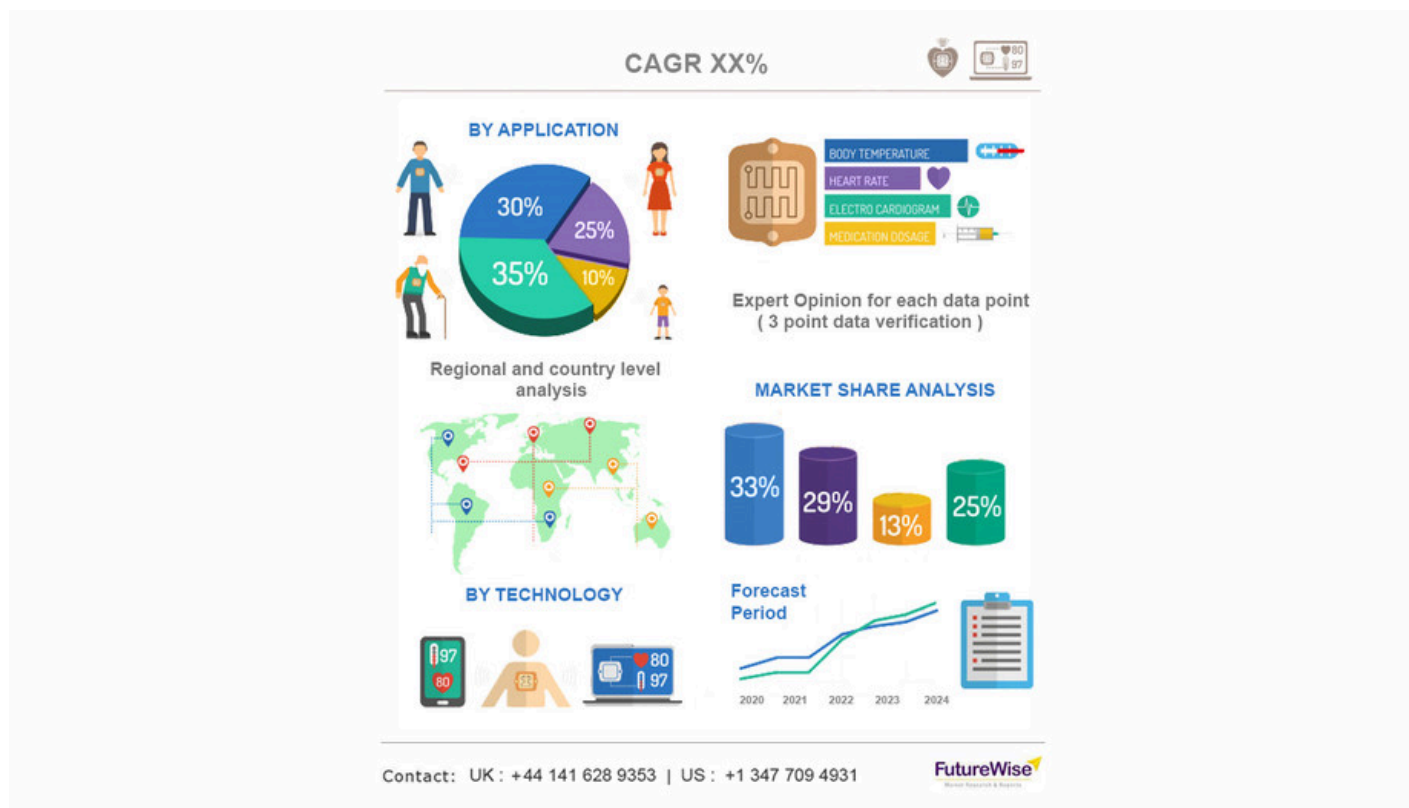 CAGR XX%
80
97
BY APPLICATION
30%
25%
35%
10%
BODY TEMPERATURE
HEART RATE
ELECTRO CARDIOGRAM
MEDICATION DOSAGE
Expert Opinion for each data point
( 3 point data verification )
Regional and country level
analysis
MARKET SHARE ANALYSIS
33%
29%
13%
25%
BY TECHNOLOGY
97
80
80
97
Forecast
Period
2020 2021 2022 2023 2024
Contact: UK : +44 141 628 9353 | US : +1 347 709 4931
FutureWise
Market Research & Reports